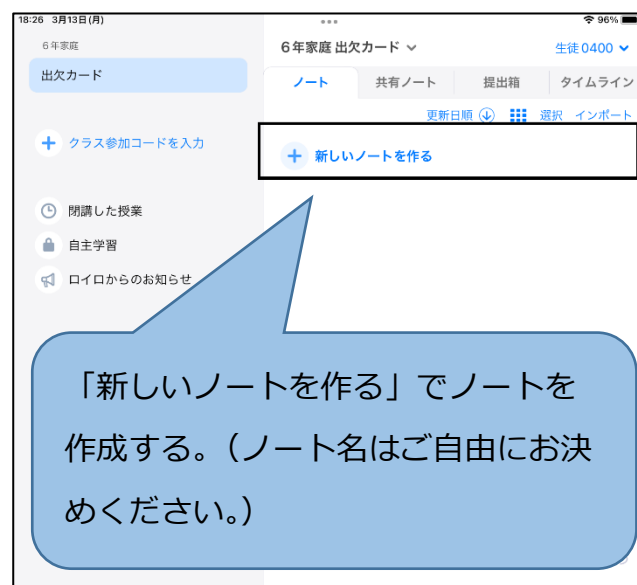 18:26 3月13日(月)
96%
6年家庭
出欠カード
クラス参加コードを入力
閉講した授業
自主学習
ロイロからのお知らせ
6年家庭 出欠カード
生徒0400
ノート 共有ノート 提出箱 タイムライン
更新日順 選択 インポート
新しいノートを作る
「新しいノートを作る」でノートを
作成する。(ノート名はご自由にお決
めください。)